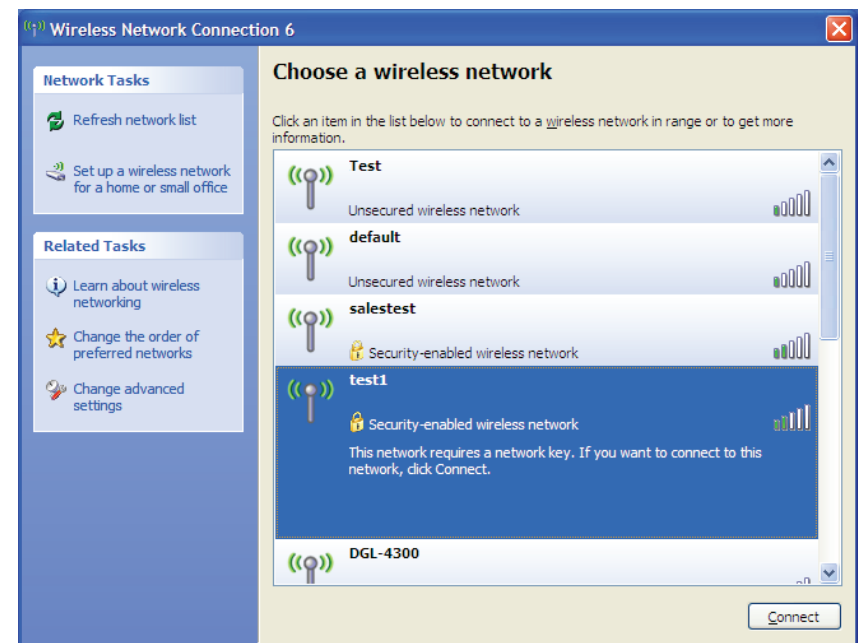 Wireless Network Connection 6
Network Tasks
Refresh network list
Set up a wireless network
for a home or small office
Related Tasks
Learn about wireless
networking
Change the order of
preferred networks
Change advanced
settings
Choose a wireless network
Click an item in the list below to connect to a wireless network in range or to get more
information.
Test
Unsecured wireless network
default
Unsecured wireless network
salestest
Security-enabled wireless network
test1
Security-enabled wireless network
This network requires a network key. If you want to connect to this
network, click Connect.
DGL-4300
Connect